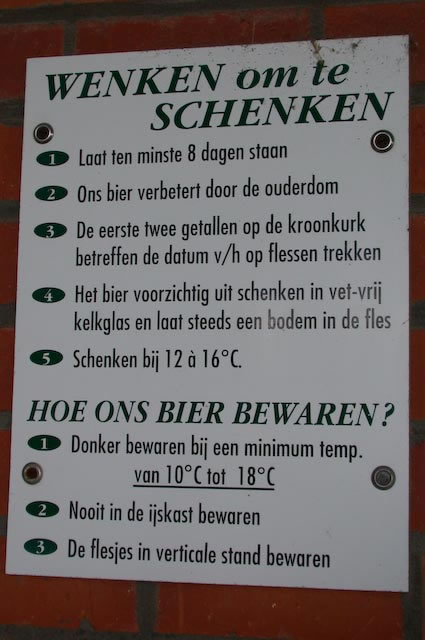 WENKEN om te
SCHENKEN
1 Laat ten minste 8 dagen staan
2 Ons bier verbetert door de ouderdom
3 De eerste twee getallen op de kroonkurk
betreffen de datum v/h op flessen trekken
4 Het bier voorzichtig uit schenken in vet-vrij
kelkglas en laat steeds een bodem in de fles
5 Schenken bij 12 à 16°C.
HOE ONS BIER BEWAREN?
1 Donker bewaren bij een minimum temp.
van 10°C tot 18°C
2 Nooit in de ijskast bewaren
3 De flesjes in verticale stand bewaren